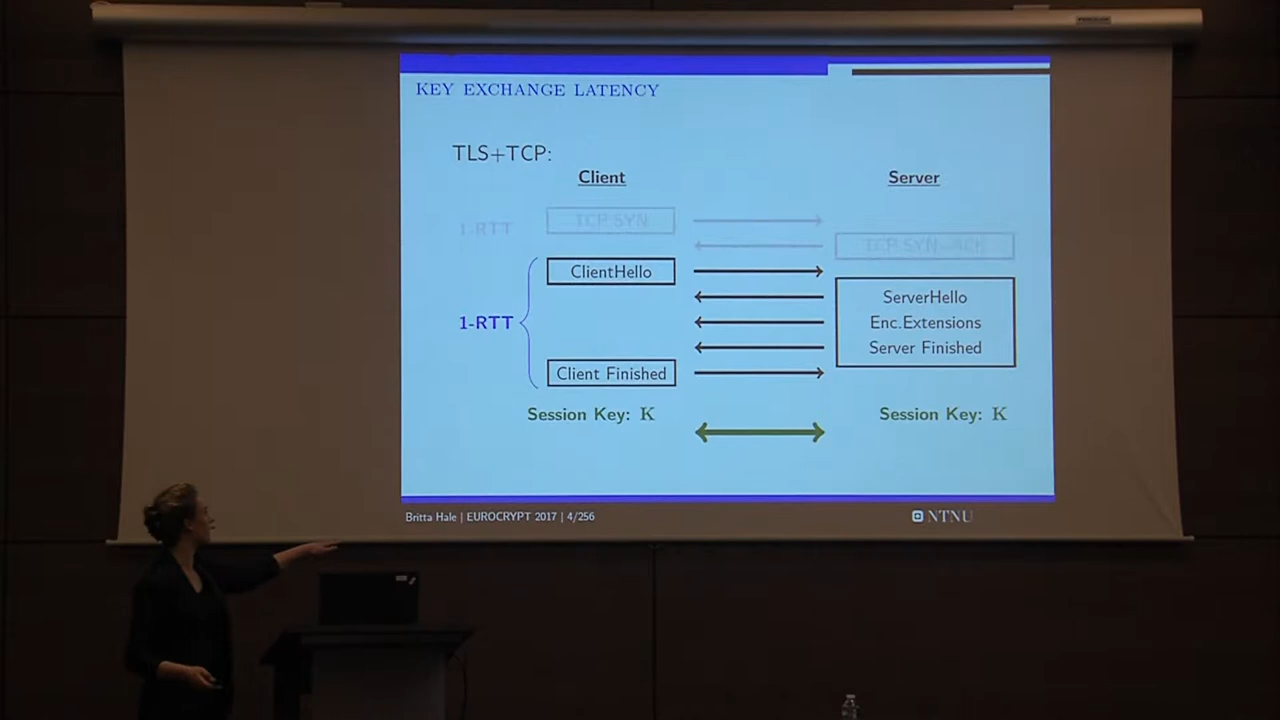 KEY EXCHANGE LATENCY
TLS+TCP:
Client Server
1-RTT TCP SYN
TCP SYN-ACK
ClientHello
ServerHello
1-RTT Enc.Extensions
Server Finished
Client Finished
Session Key: K Session Key: K
Britta Hale | EUROCRYPT 2017 | 4/256 NTNU